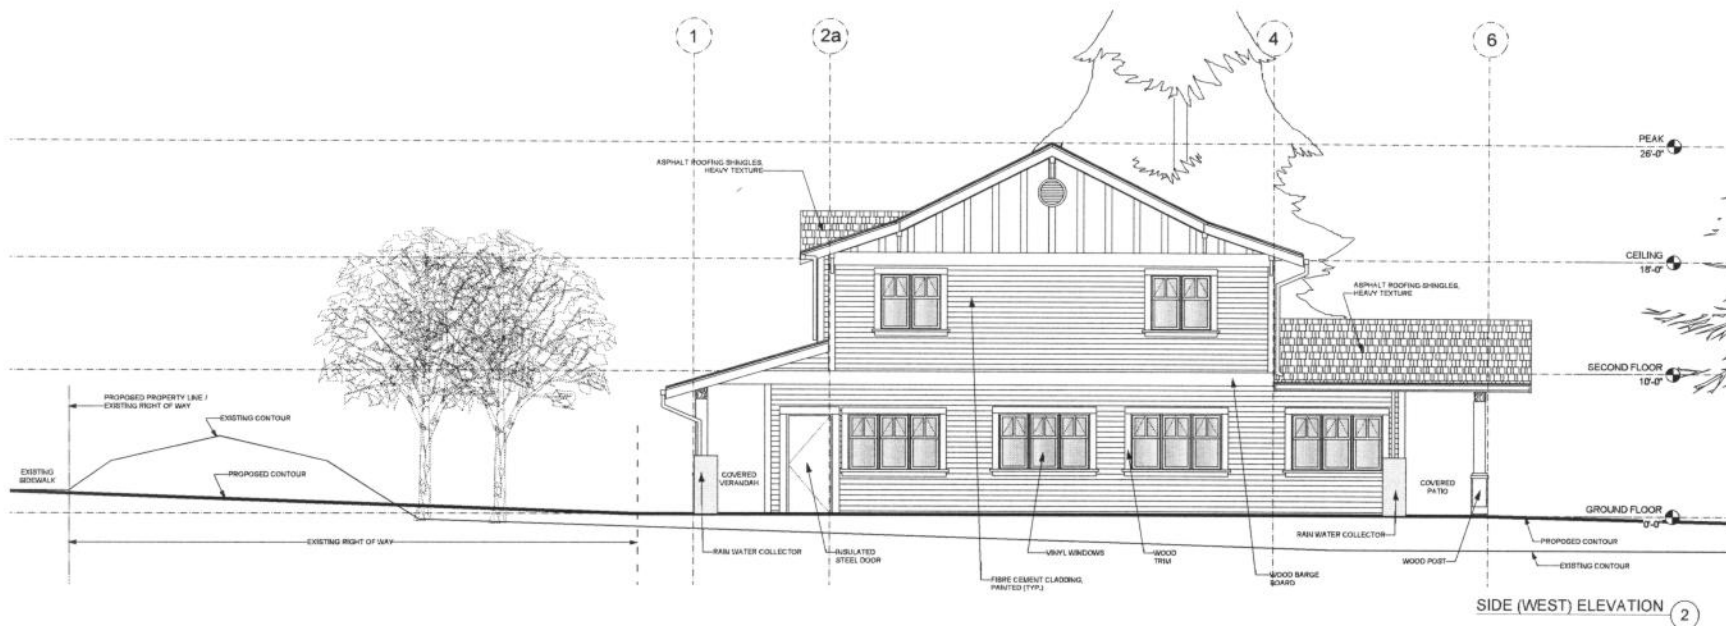 1
2a
4
6
PEAK
26'-0"
ASPHALT ROOFING SHINGLES,
HEAVY TEXTURE
CEILING
18'-0"
ASPHALT ROOFING SHINGLES,
HEAVY TEXTURE
SECOND FLOOR
10'-0"
PROPOSED PROPERTY LINE /
EXISTING RIGHT OF WAY
EXISTING CONTOUR
EXISTING
SIDEWALK
PROPOSED CONTOUR
COVERED
VERANDAH
COVERED
PATIO
GROUND FLOOR
0'-0"
EXISTING RIGHT OF WAY
RAIN WATER COLLECTOR
INSULATED
STEEL DOOR
VINYL WINDOWS
WOOD
TRIM
RAIN WATER COLLECTOR
PROPOSED CONTOUR
WOOD POST
EXISTING CONTOUR
FIBRE CEMENT CLADDING,
PAINTED (TYP.)
WOOD BARGE
BOARD
SIDE (WEST) ELEVATION
2